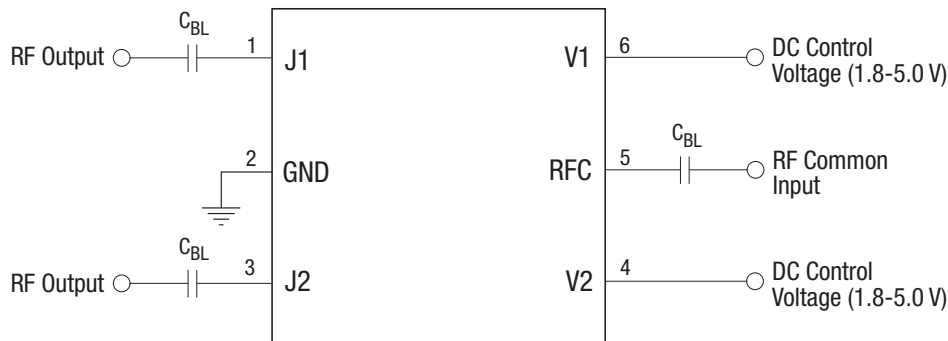 C_BL
RF Output
1
J1
V1
6
DC Control
Voltage (1.8-5.0 V)
2
GND
RFC
5
C_BL
RF Common
Input
C_BL
RF Output
3
J2
V2
4
DC Control
Voltage (1.8-5.0 V)